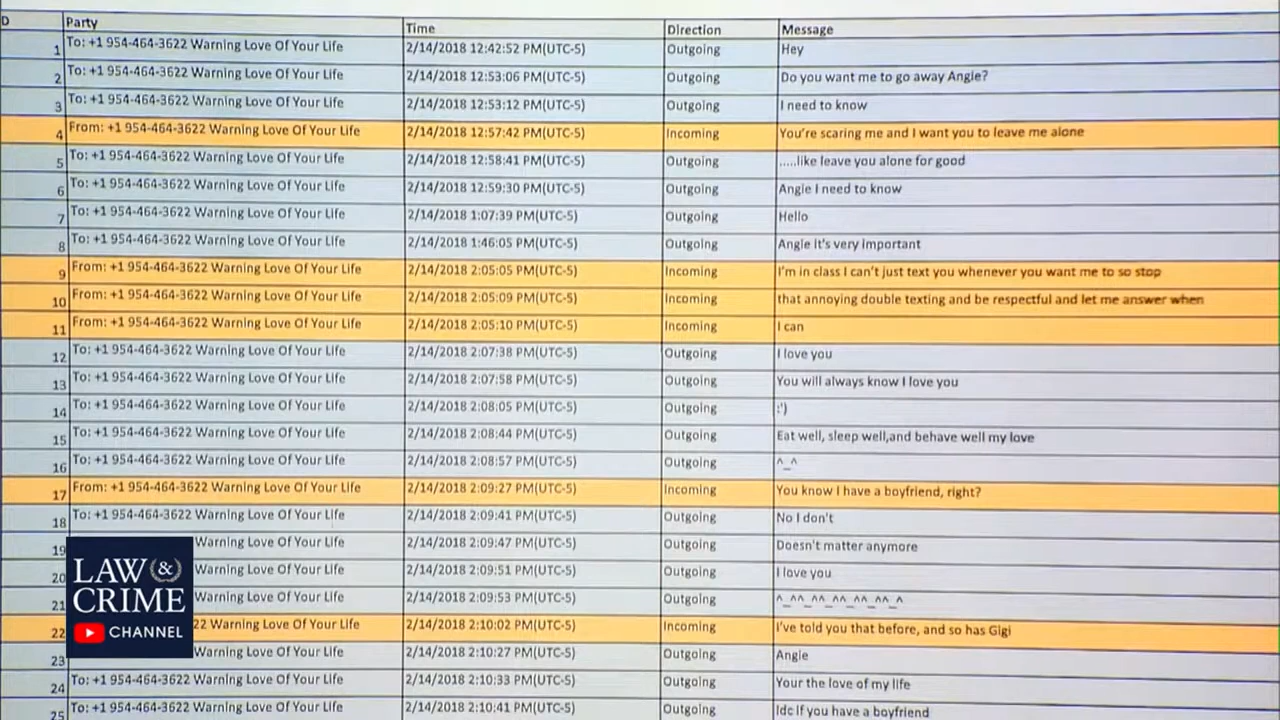 D Party Time Direction Message
1 To: +1 954-464-3622 Warning Love Of Your Life 2/14/2018 12:42:52 PM(UTC-5) Outgoing Hey
2 To: +1 954-464-3622 Warning Love Of Your Life 2/14/2018 12:53:06 PM(UTC-5) Outgoing Do you want me to go away Angie?
3 To: +1 954-464-3622 Warning Love Of Your Life 2/14/2018 12:53:12 PM(UTC-5) Outgoing I need to know
4 From: +1 954-464-3622 Warning Love Of Your Life 2/14/2018 12:57:42 PM(UTC-5) Incoming You're scaring me and I want you to leave me alone
5 To: +1 954-464-3622 Warning Love Of Your Life 2/14/2018 12:58:41 PM(UTC-5) Outgoing .....like leave you alone for good
6 To: +1 954-464-3622 Warning Love Of Your Life 2/14/2018 12:59:30 PM(UTC-5) Outgoing Angie I need to know
7 To: +1 954-464-3622 Warning Love Of Your Life 2/14/2018 1:07:39 PM(UTC-5) Outgoing Hello
8 To: +1 954-464-3622 Warning Love Of Your Life 2/14/2018 1:46:05 PM(UTC-5) Outgoing Angie it's very important
9 From: +1 954-464-3622 Warning Love Of Your Life 2/14/2018 2:05:05 PM(UTC-5) Incoming I'm in class I can't just text you whenever you want me to so stop
10 From: +1 954-464-3622 Warning Love Of Your Life 2/14/2018 2:05:09 PM(UTC-5) Incoming that annoying double texting and be respectful and let me answer when
11 From: +1 954-464-3622 Warning Love Of Your Life 2/14/2018 2:05:10 PM(UTC-5) Incoming I can
12 To: +1 954-464-3622 Warning Love Of Your Life 2/14/2018 2:07:38 PM(UTC-5) Outgoing I love you
13 To: +1 954-464-3622 Warning Love Of Your Life 2/14/2018 2:07:58 PM(UTC-5) Outgoing You will always know I love you
14 To: +1 954-464-3622 Warning Love Of Your Life 2/14/2018 2:08:05 PM(UTC-5) Outgoing :')
15 To: +1 954-464-3622 Warning Love Of Your Life 2/14/2018 2:08:44 PM(UTC-5) Outgoing Eat well, sleep well,and behave well my love
16 To: +1 954-464-3622 Warning Love Of Your Life 2/14/2018 2:08:57 PM(UTC-5) Outgoing ^_^
17 From: +1 954-464-3622 Warning Love Of Your Life 2/14/2018 2:09:27 PM(UTC-5) Incoming You know I have a boyfriend, right?
18 To: +1 954-464-3622 Warning Love Of Your Life 2/14/2018 2:09:41 PM(UTC-5) Outgoing No I don't
19 Warning Love Of Your Life 2/14/2018 2:09:47 PM(UTC-5) Outgoing Doesn't matter anymore
20 Warning Love Of Your Life 2/14/2018 2:09:51 PM(UTC-5) Outgoing I love you
21 Warning Love Of Your Life 2/14/2018 2:09:53 PM(UTC-5) Outgoing ^_^^_^^_^^_^^_^^_^
22 22 Warning Love Of Your Life 2/14/2018 2:10:02 PM(UTC-5) Incoming I've told you that before, and so has Gigi
23 Warning Love Of Your Life 2/14/2018 2:10:27 PM(UTC-5) Outgoing Angie
24 To: +1 954-464-3622 Warning Love Of Your Life 2/14/2018 2:10:33 PM(UTC-5) Outgoing Your the love of my life
25 To: +1 954-464-3622 Warning Love Of Your Life 2/14/2018 2:10:41 PM(UTC-5) Outgoing Idc if you have a boyfriend
LAW &
CRIME
CHANNEL